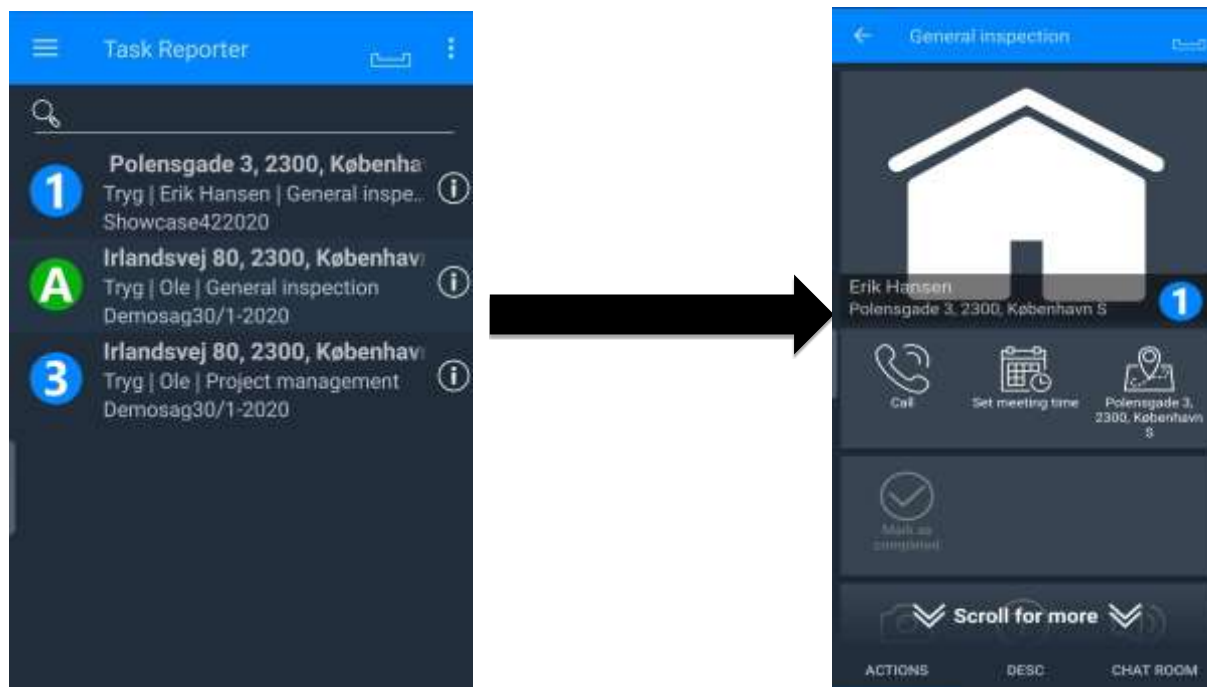 Task Reporter
1
Polensgade 3, 2300, Københa
Tryg | Erik Hansen | General inspe..
Showcase422020
A
Irlandsvej 80, 2300, Københav
Tryg | Ole | General inspection
Demosag30/1-2020
3
Irlandsvej 80, 2300, Københav
Tryg | Ole | Project management
Demosag30/1-2020
General inspection
Erik Hansen
Polensgade 3, 2300, København S
1
Call
Set meeting time
Polensgade 3,
2300, København
S
Mark as
completed
Scroll for more
ACTIONS
DESC
CHAT ROOM